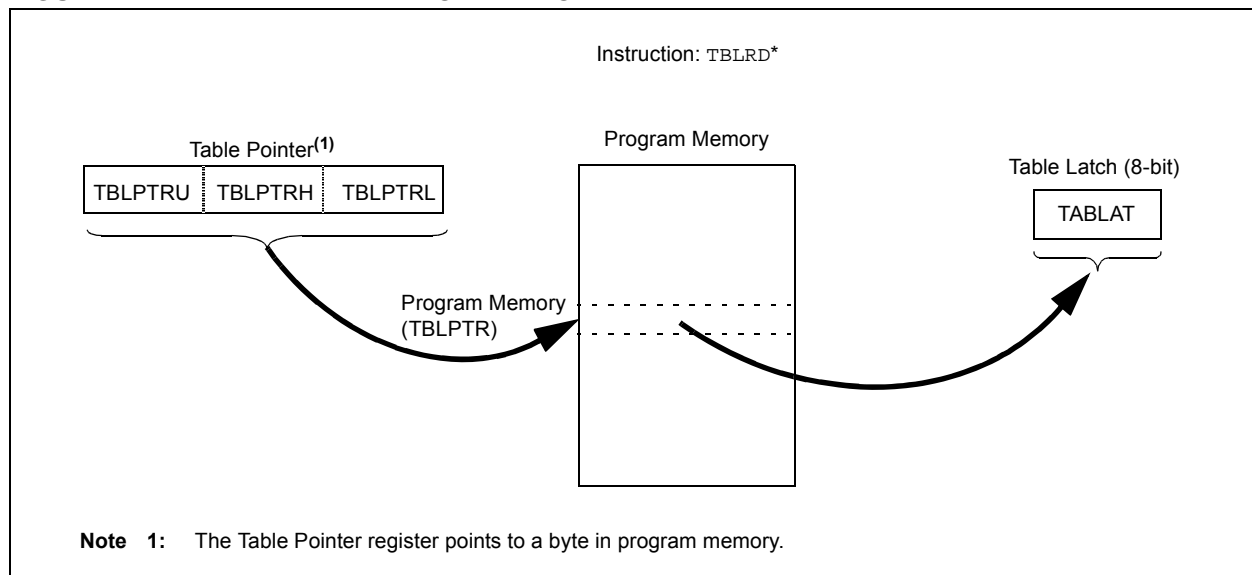 Instruction: TBLRD*
Table Pointer(1)
Program Memory
Table Latch (8-bit)
TBLPTRU TBLPTRH TBLPTRL
TABLAT
Program Memory
(TBLPTR)
Note 1: The Table Pointer register points to a byte in program memory.